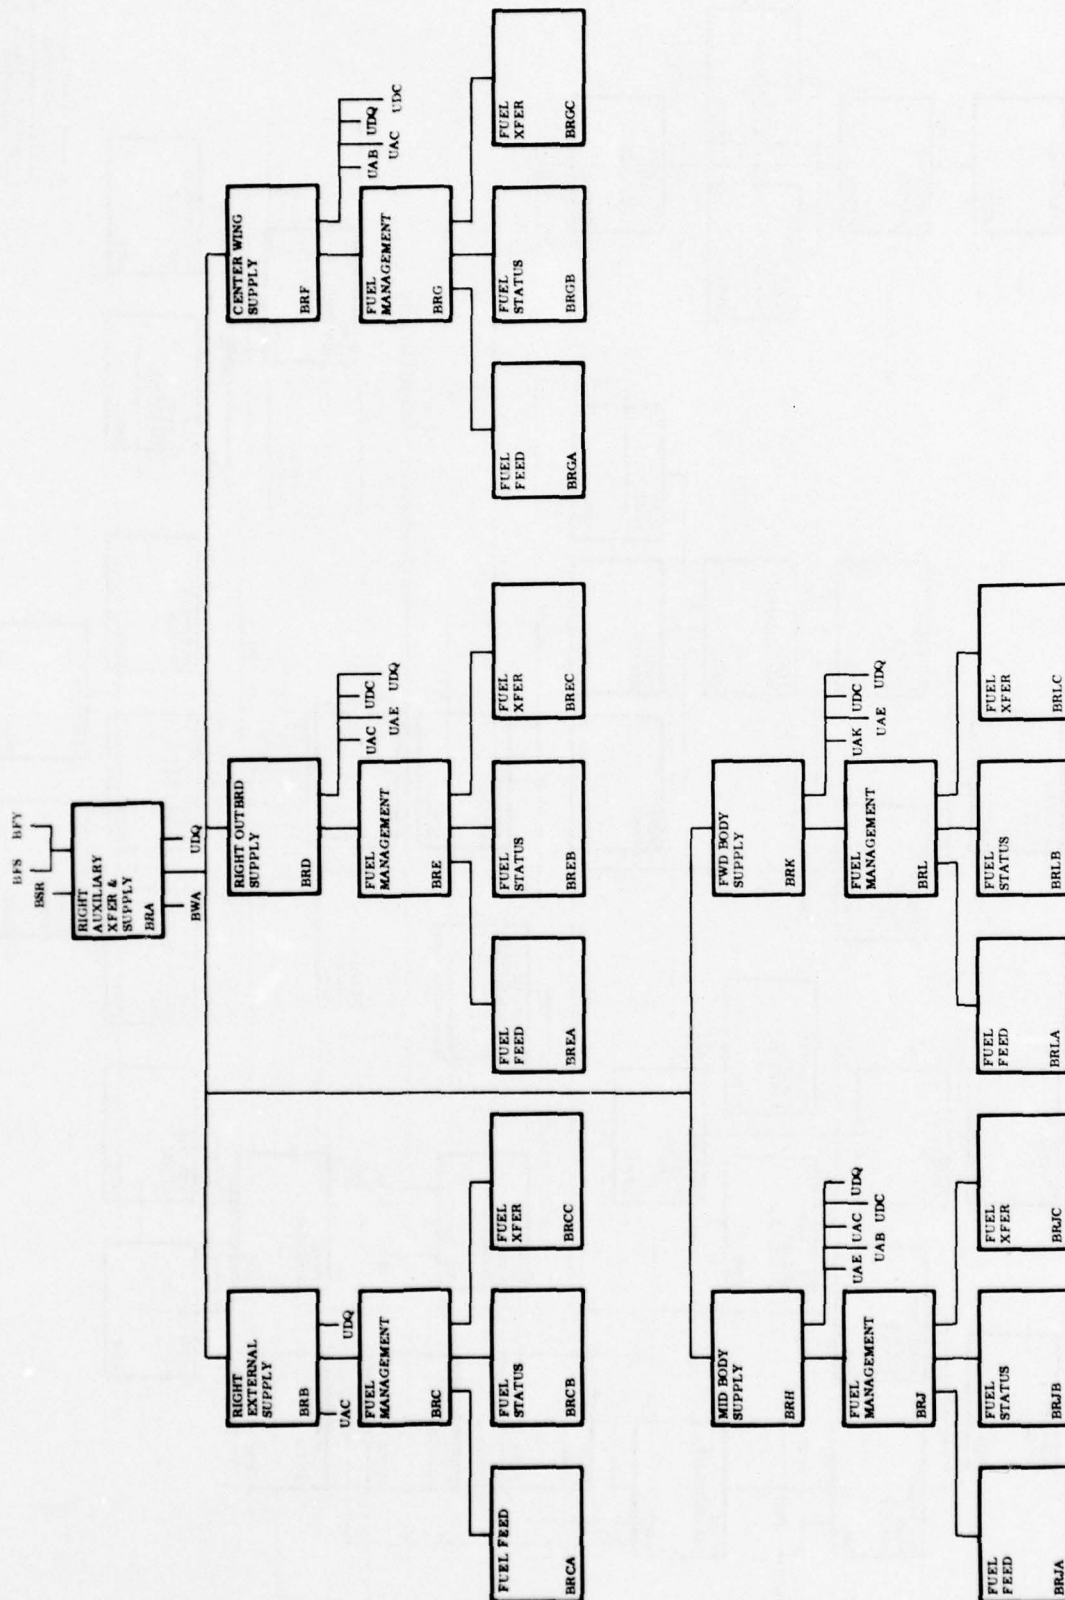 BSR
BFS
BFY
RIGHT
AUXILIARY
XFER &
SUPPLY
BRA
BWA
UDQ
RIGHT
EXTERNAL
SUPPLY
BRB
UAC
UDQ
FUEL
MANAGEMENT
BRC
FUEL FEED
BRCA
FUEL
STATUS
BRCB
FUEL
XFER
BRCC
RIGHT OUTBRD
SUPPLY
BRD
UAC
UAE
UDC
UDQ
FUEL
MANAGEMENT
BRE
FUEL
FEED
BREA
FUEL
STATUS
BREB
FUEL
XFER
BREC
CENTER WING
SUPPLY
BRF
UAB
UAC
UDQ
UDC
FUEL
MANAGEMENT
BRG
FUEL
FEED
BRGA
FUEL
STATUS
BRGB
FUEL
XFER
BRGC
MID BODY
SUPPLY
BRH
UAE
UAB
UAC
UDC
UDQ
FUEL
MANAGEMENT
BRJ
FUEL
FEED
BRJA
FUEL
STATUS
BRJB
FUEL
XFER
BRJC
FWD BODY
SUPPLY
BRK
UAK
UAE
UDC
UDQ
FUEL
MANAGEMENT
BRL
FUEL
FEED
BRLA
FUEL
STATUS
BRLB
FUEL
XFER
BRLC